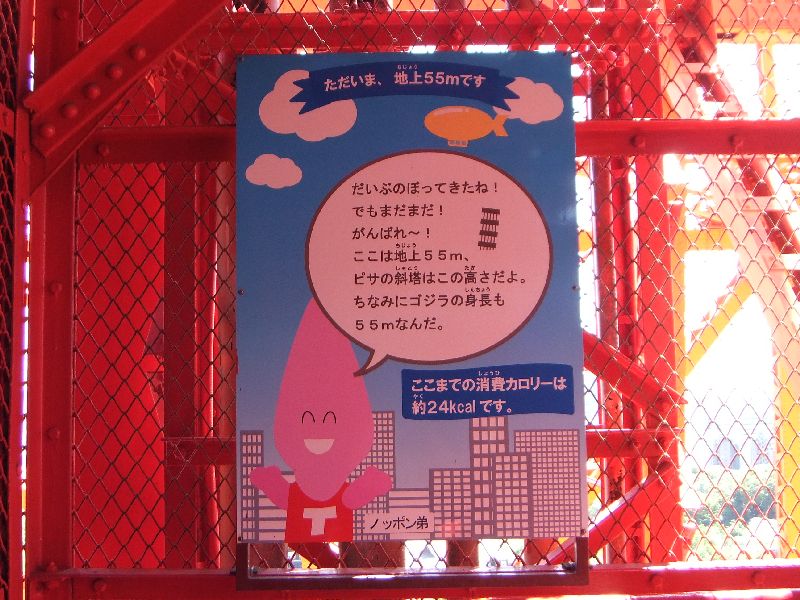 ただいま、地上55mです
だいぶのぼってきたね！
でもまだまだ！
がんばれ～！
ここは地上５５ｍ、
ピサの斜塔はこの高さだよ。
ちなみにゴジラの身長も
５５ｍなんだ。
ここまでの消費カロリーは
約24kcalです。
T
ノッポン弟